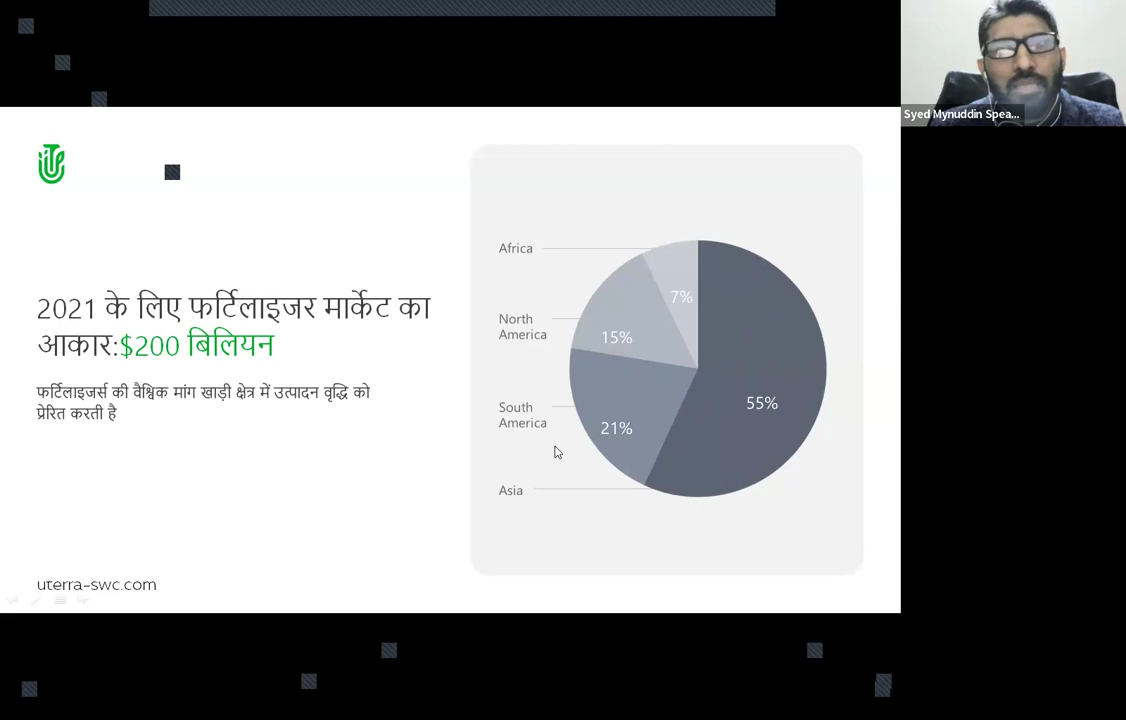 Syed Mynuddin Spea...
2021 के लिए फर्टिलाइजर मार्केट का
आकार:$200 बिलियन
फर्टिलाइजर्स की वैश्विक मांग खाड़ी क्षेत्र में उत्पादन वृद्धि को
प्रेरित करती है
Africa
7%
North
America
15%
South
America
21%
55%
Asia
uterra-swc.com